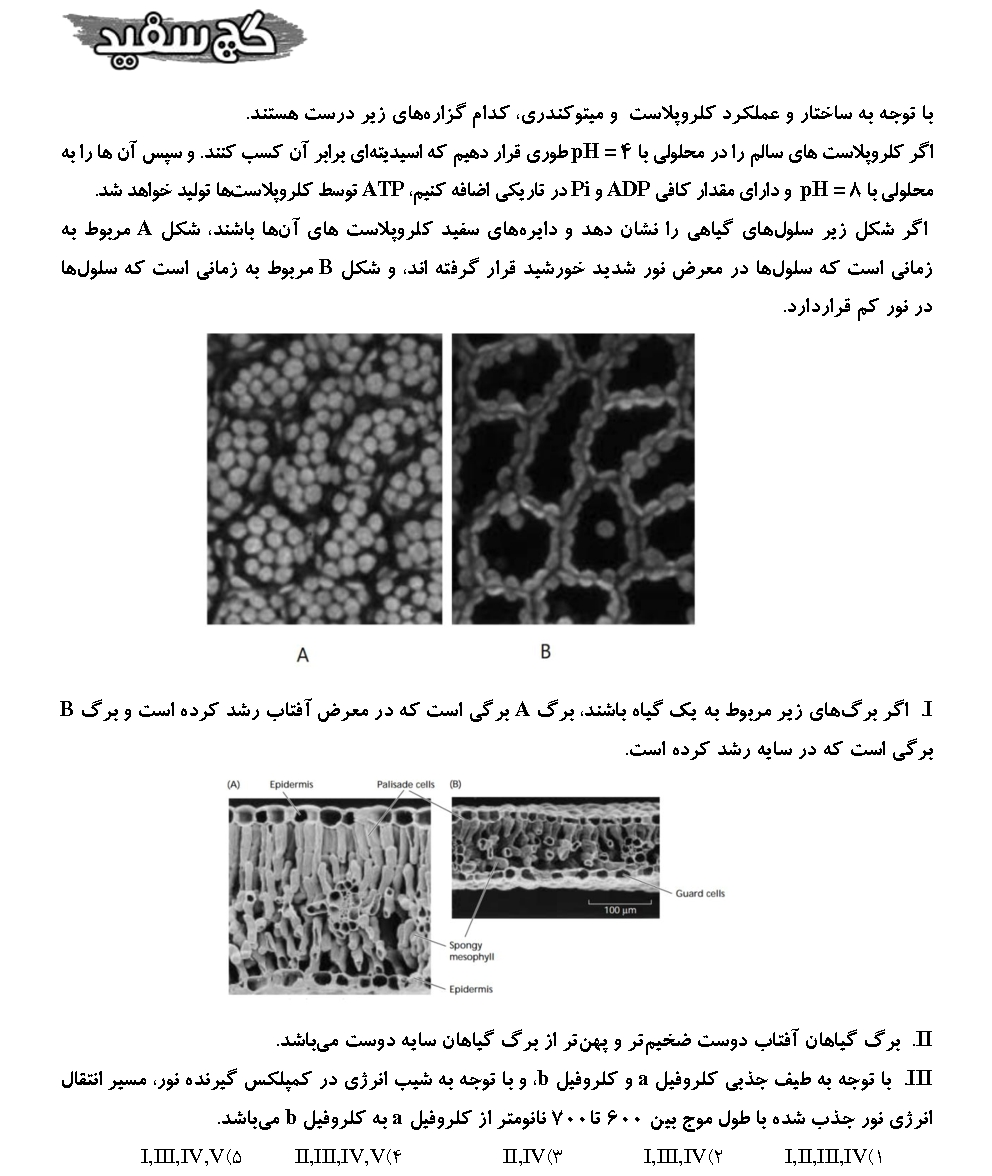 گچ سفید
با توجه به ساختار و عملکرد کلروپلاست و میتوکندری، کدام گزاره‌های زیر درست هستند.
اگر کلروپلاست های سالم را در محلولی با pH = ۴ طوری قرار دهیم که اسیدیته‌ای برابر آن کسب کنند. و سپس آن ها را به
محلولی با pH = ۸ و دارای مقدار کافی ADP و Pi در تاریکی اضافه کنیم، ATP توسط کلروپلاست‌ها تولید خواهد شد.
اگر شکل زیر سلول‌های گیاهی را نشان دهد و دایره‌های سفید کلروپلاست های آن‌ها باشند، شکل A مربوط به
زمانی است که سلول‌ها در معرض نور شدید خورشید قرار گرفته اند، و شکل B مربوط به زمانی است که سلول‌ها
در نور کم قراردارد.
A B
I. اگر برگ‌های زیر مربوط به یک گیاه باشند، برگ A برگی است که در معرض آفتاب رشد کرده است و برگ B
برگی است که در سایه رشد کرده است.
(A) Epidermis Palisade cells (B)
Guard cells
100 µm
Spongy
mesophyll
Epidermis
II. برگ گیاهان آفتاب دوست ضخیم‌تر و پهن‌تر از برگ گیاهان سایه دوست می‌باشد.
III. با توجه به طیف جذبی کلروفیل a و کلروفیل b، و با توجه به شیب انرژی در کمپلکس گیرنده نور، مسیر انتقال
انرژی نور جذب شده با طول موج بین ۶۰۰ تا ۷۰۰ نانومتر از کلروفیل a به کلروفیل b می‌باشد.
۱) I,II,III,IV ۲) I,III,IV ۳) II,IV ۴) II,III,IV,V ۵) I,III,IV,V